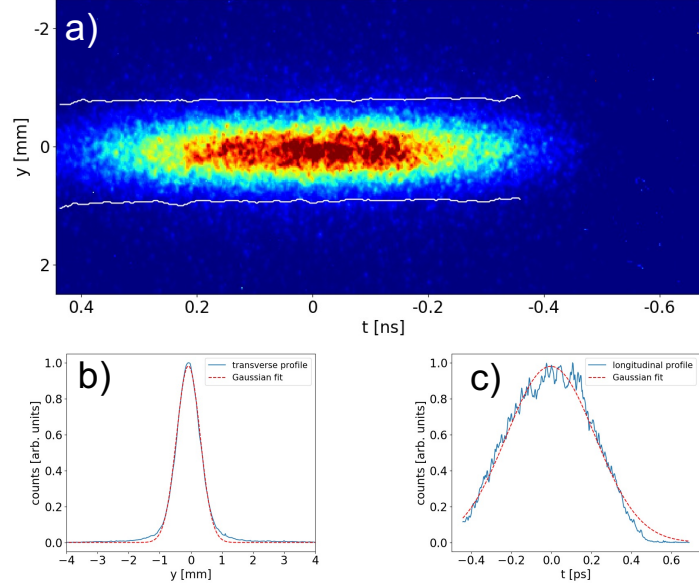 a)
-2
0
2
y [mm]
0.4 0.2 0 -0.2 -0.4 -0.6
t [ns]
b)
transverse profile
Gaussian fit
1.0
0.8
0.6
0.4
0.2
0.0
counts [arb. units]
−4 −3 −2 −1 0 1 2 3 4
y [mm]
c)
longitudinal profile
Gaussian fit
1.0
0.8
0.6
0.4
0.2
0.0
counts [arb. units]
−0.4 −0.2 0.0 0.2 0.4 0.6
t [ps]